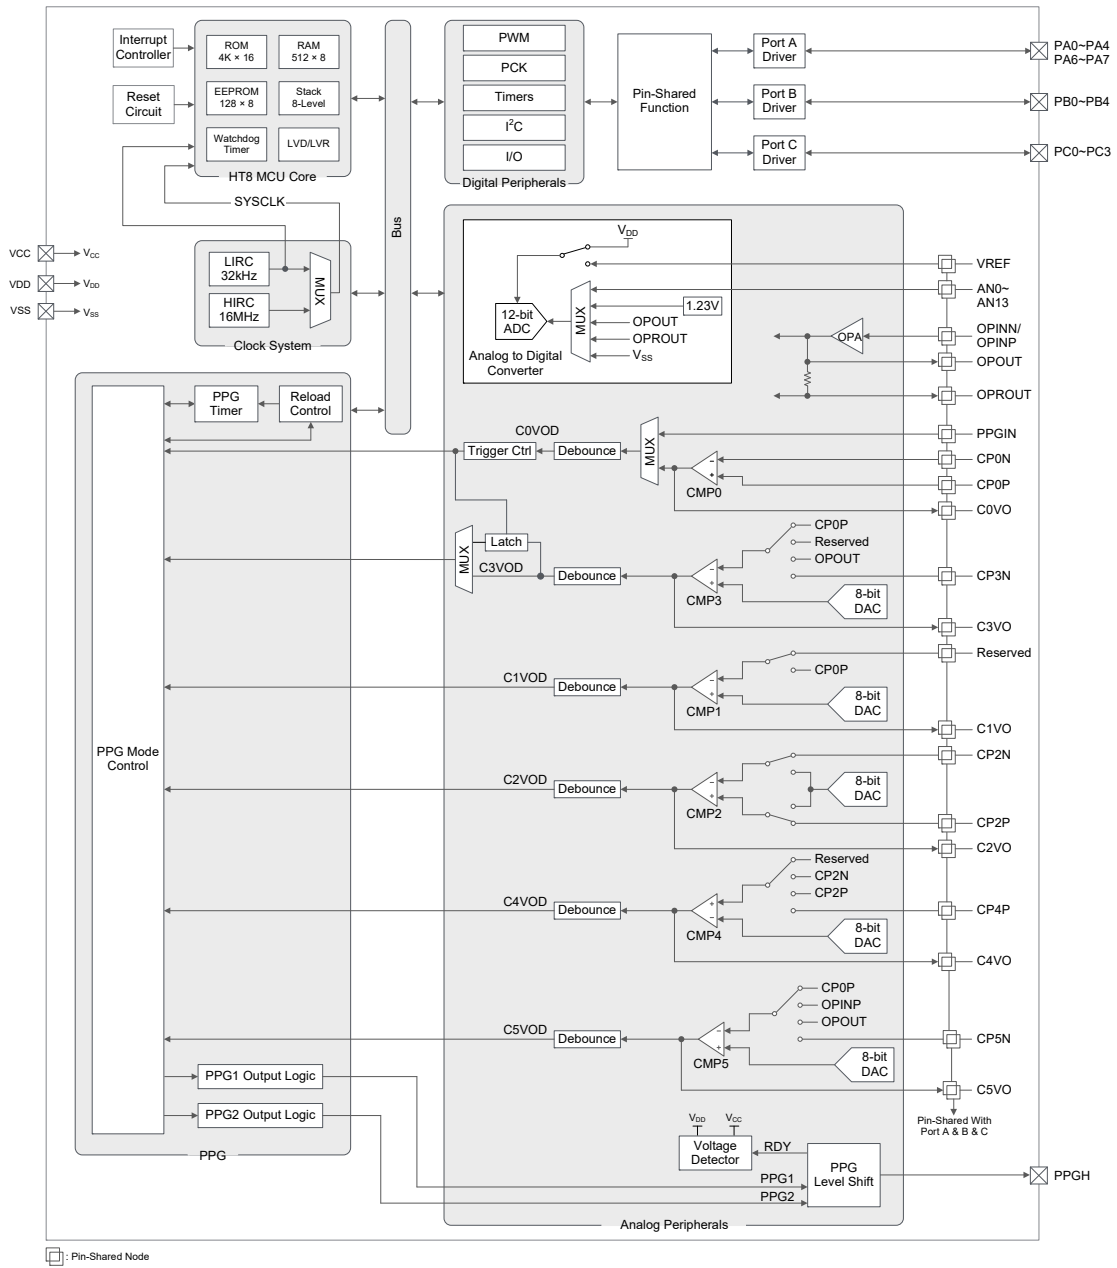 Interrupt
Controller
Reset
Circuit
ROM
4K × 16
RAM
512 × 8
EEPROM
128 × 8
Stack
8-Level
Watchdog
Timer
LVD/LVR
HT8 MCU Core
SYSCLK
LIRC
32kHz
HIRC
16MHz
MUX
Clock System
VCC
VCC
VDD
VDD
VSS
VSS
Bus
PWM
PCK
Timers
I2C
I/O
Digital Peripherals
Pin-Shared
Function
Port A
Driver
Port B
Driver
Port C
Driver
PA0~PA4
PA6~PA7
PB0~PB4
PC0~PC3
VDD
12-bit
ADC
MUX
1.23V
OPOUT
OPROUT
VSS
Analog to Digital
Converter
VREF
AN0~
AN13
OPA
OPINN/
OPINP
OPOUT
OPROUT
PPG
Timer
Reload
Control
C0VOD
Trigger Ctrl
Debounce
MUX
−
+
CMP0
PPGIN
CP0N
CP0P
C0VO
MUX
Latch
C3VOD
Debounce
−
+
CMP3
CP0P
Reserved
OPOUT
8-bit
DAC
CP3N
C3VO
C1VOD
Debounce
−
+
CMP1
CP0P
8-bit
DAC
Reserved
C1VO
PPG Mode
Control
C2VOD
Debounce
−
+
CMP2
8-bit
DAC
CP2N
CP2P
C2VO
C4VOD
Debounce
+
−
CMP4
Reserved
CP2N
CP2P
8-bit
DAC
CP4P
C4VO
C5VOD
Debounce
−
+
CMP5
CP0P
OPINP
OPOUT
8-bit
DAC
CP5N
C5VO
Pin-Shared With
Port A & B & C
PPG1 Output Logic
PPG2 Output Logic
PPG
VDD
VCC
Voltage
Detector
RDY
PPG1
PPG2
PPG
Level Shift
PPGH
Analog Peripherals
: Pin-Shared Node